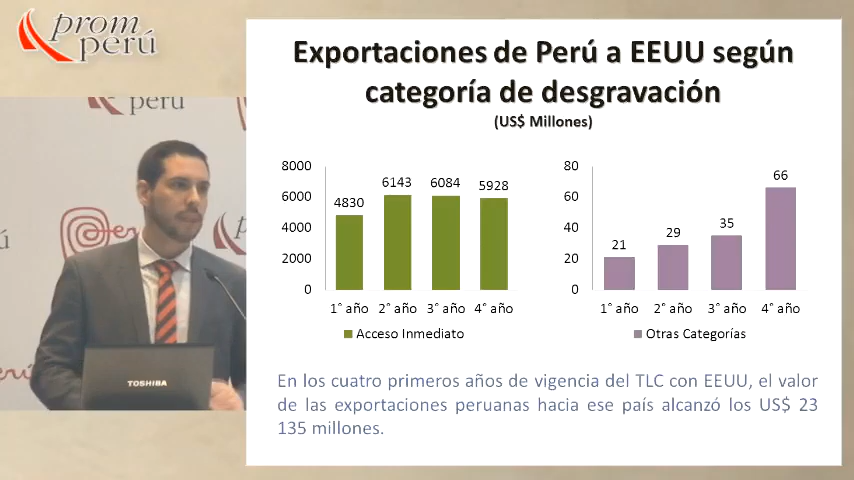 prom
perú
perú
TOSHIBA
Exportaciones de Perú a EEUU según
categoría de desgravación
(US$ Millones)
8000
6000
4000
2000
0
4830
6143
6084
5928
1° año
2° año
3° año
4° año
Acceso Inmediato
80
60
40
20
0
21
29
35
66
1° año
2° año
3° año
4° año
Otras Categorías
En los cuatro primeros años de vigencia del TLC con EEUU, el valor
de las exportaciones peruanas hacia ese país alcanzó los US$ 23
135 millones.